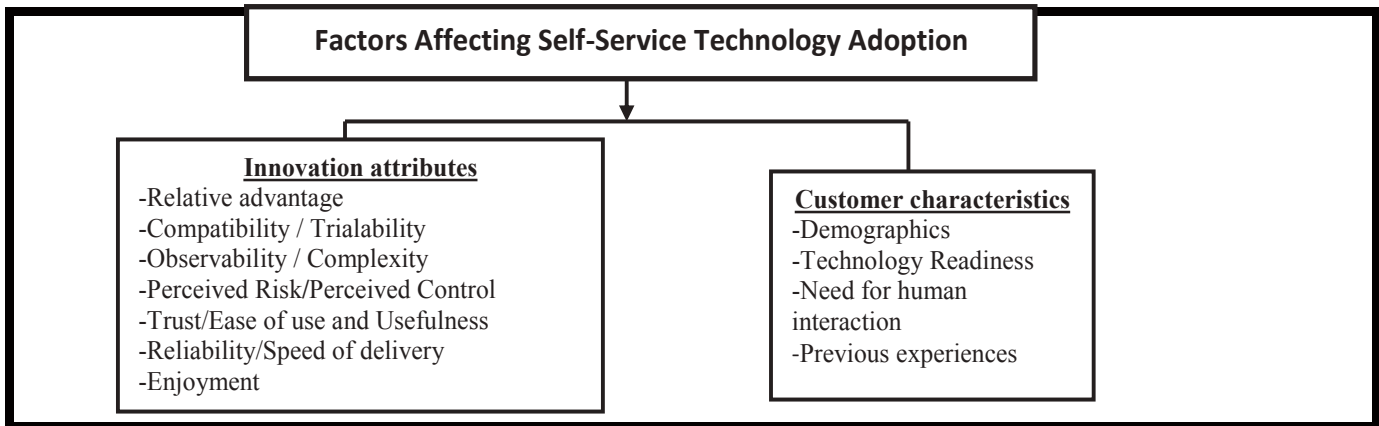 Factors Affecting Self-Service Technology Adoption
Innovation attributes
-Relative advantage
-Compatibility / Trialability
-Observability / Complexity
-Perceived Risk/Perceived Control
-Trust/Ease of use and Usefulness
-Reliability/Speed of delivery
-Enjoyment
Customer characteristics
-Demographics
-Technology Readiness
-Need for human
interaction
-Previous experiences